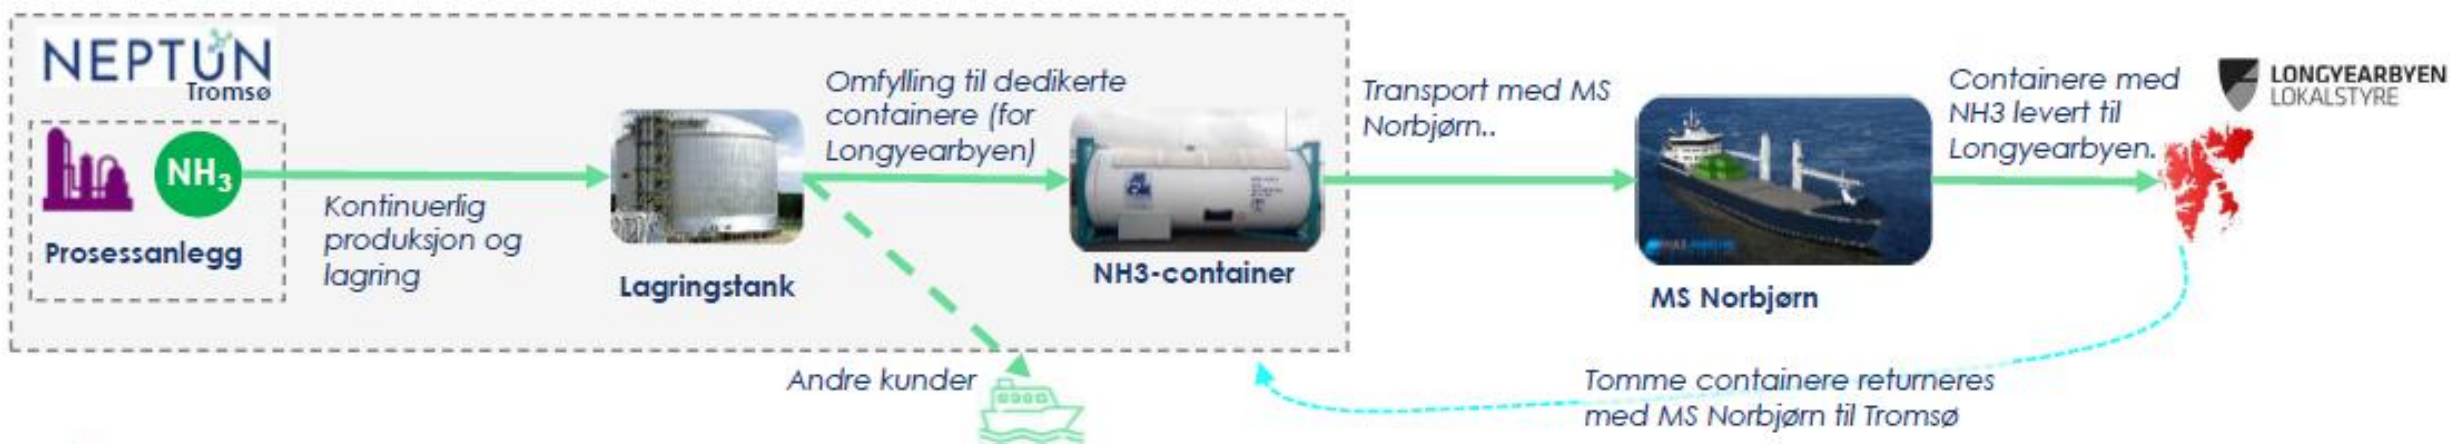 NEPTUN
Tromsø
NH3
Prosessanlegg
Kontinuerlig
produksjon og
lagring
Lagringstank
Omfylling til dedikerte
containere (for
Longyearbyen)
NH3-container
Andre kunder
Transport med MS
Norbjørn..
MS Norbjørn
Containere med
NH3 levert til
Longyearbyen.
LONGYEARBYEN
LOKALSTYRE
Tomme containere returneres
med MS Norbjørn til Tromsø